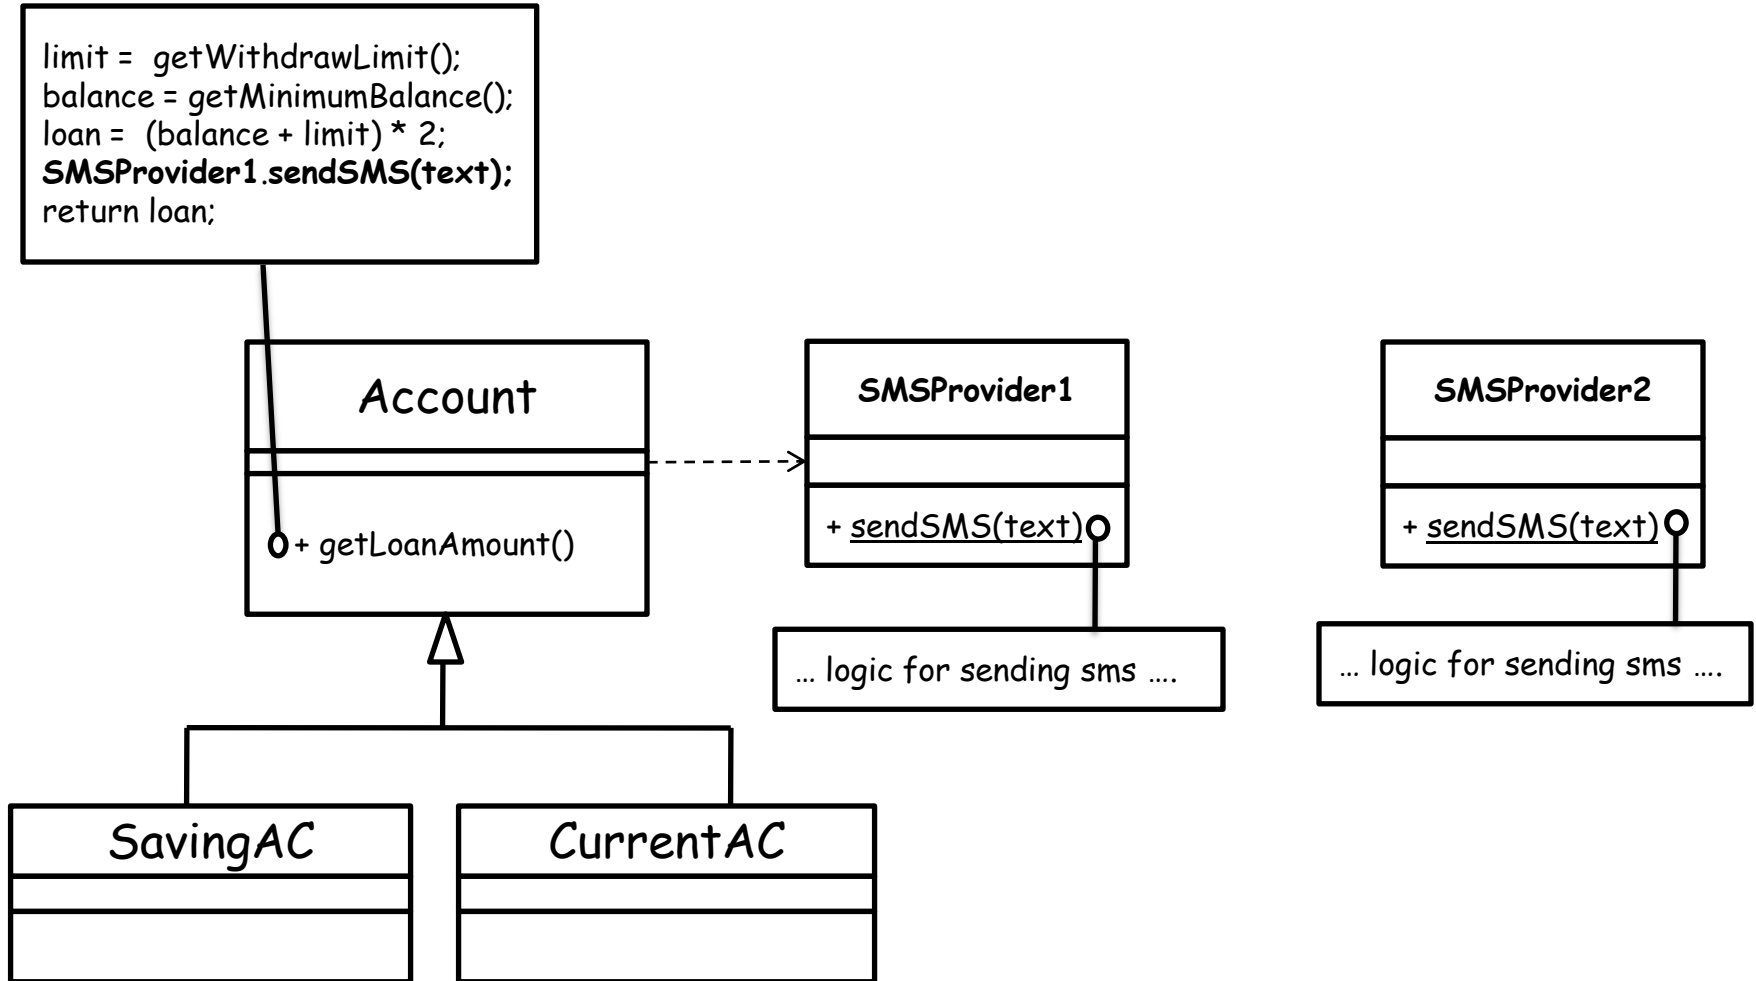 limit =  getWithdrawLimit();
balance = getMinimumBalance();
loan =  (balance + limit) * 2;
SMSProvider1.sendSMS(text);
return loan;
Account
SMSProvider1
SMSProvider2
+ getLoanAmount()
+ sendSMS(text)
+ sendSMS(text)
... logic for sending sms ....
... logic for sending sms ....
SavingAC
CurrentAC